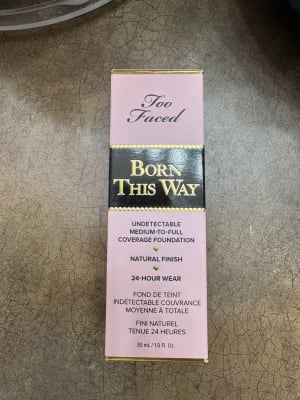 Too
Faced
BORN
THIS WAY
UNDETECTABLE
MEDIUM-TO-FULL
COVERAGE FOUNDATION
NATURAL FINISH
24-HOUR WEAR
FOND DE TEINT
INDÉTECTABLE COUVRANCE
MOYENNE À TOTALE
FINI NATUREL
TENUE 24 HEURES
30 mL / 1.0 Fl. Oz.